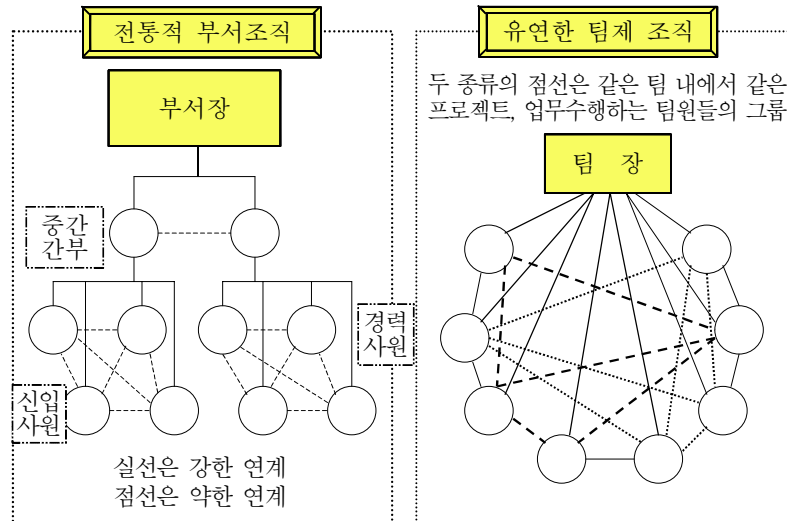 전통적 부서조직
부서장
중간
간부
경력
사원
신입
사원
실선은 강한 연계
점선은 약한 연계
유연한 팀제 조직
두 종류의 점선은 같은 팀 내에서 같은
프로젝트, 업무수행하는 팀원들의 그룹
팀 장